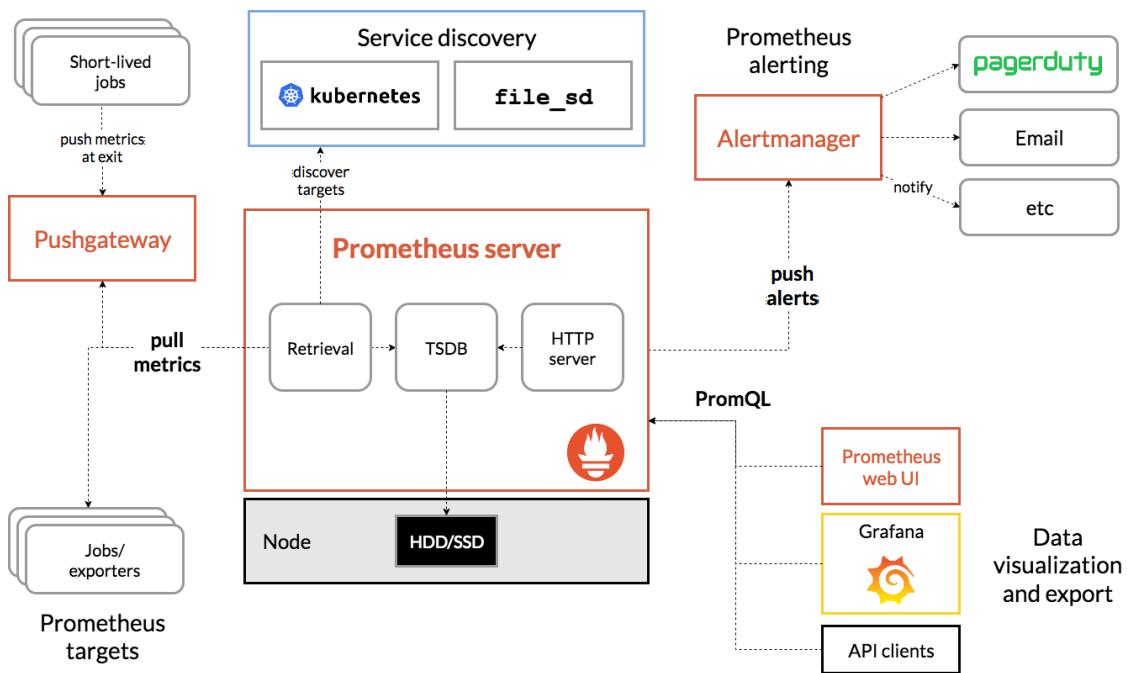 Short-lived
jobs
push metrics
at exit
Pushgateway
pull
metrics
Jobs/
exporters
Prometheus
targets
Service discovery
kubernetes
file_sd
discover
targets
Prometheus server
Retrieval
TSDB
HTTP
server
Node
HDD/SSD
Prometheus
alerting
Alertmanager
pagerduty
Email
notify
etc
push
alerts
PromQL
Prometheus
web UI
Grafana
API clients
Data
visualization
and export